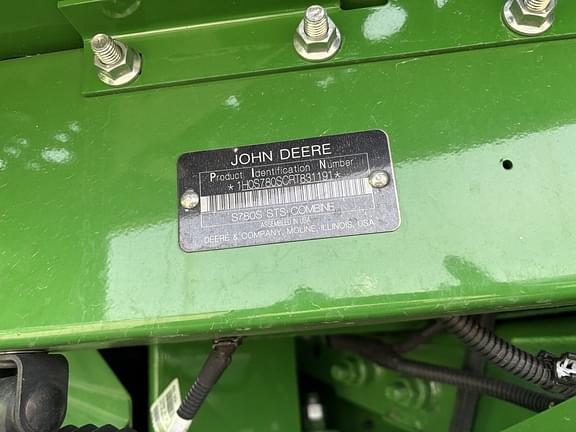 JOHN DEERE
Product Identification Number
*1H0S780SCRT831191*
S780S STS COMBINE
ASSEMBLED IN USA
DEERE & COMPANY, MOLINE, ILLINOIS, USA